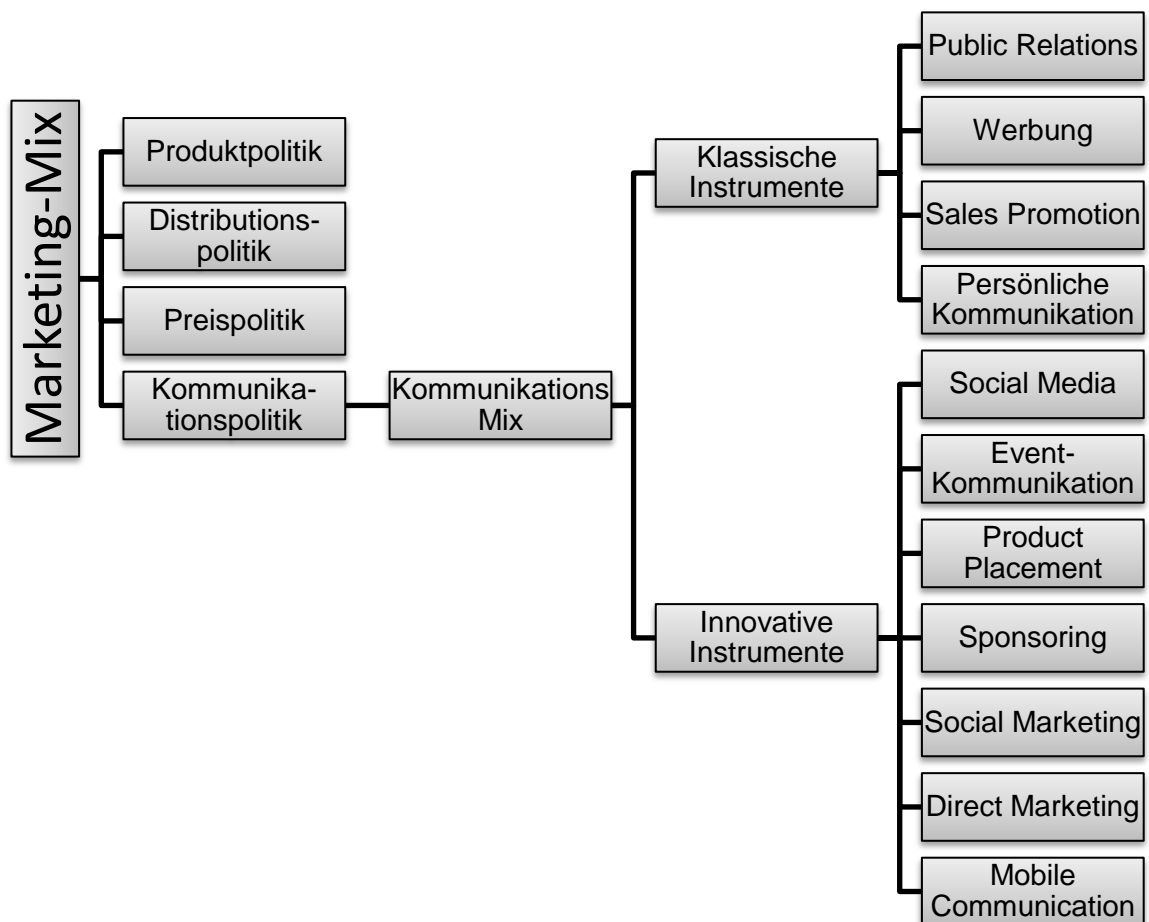 Marketing-Mix
Produktpolitik
Distributions-
politik
Preispolitik
Kommunika-
tionspolitik
Kommunikations
Mix
Klassische
Instrumente
Public Relations
Werbung
Sales Promotion
Persönliche
Kommunikation
Innovative
Instrumente
Social Media
Event-
Kommunikation
Product
Placement
Sponsoring
Social Marketing
Direct Marketing
Mobile
Communication